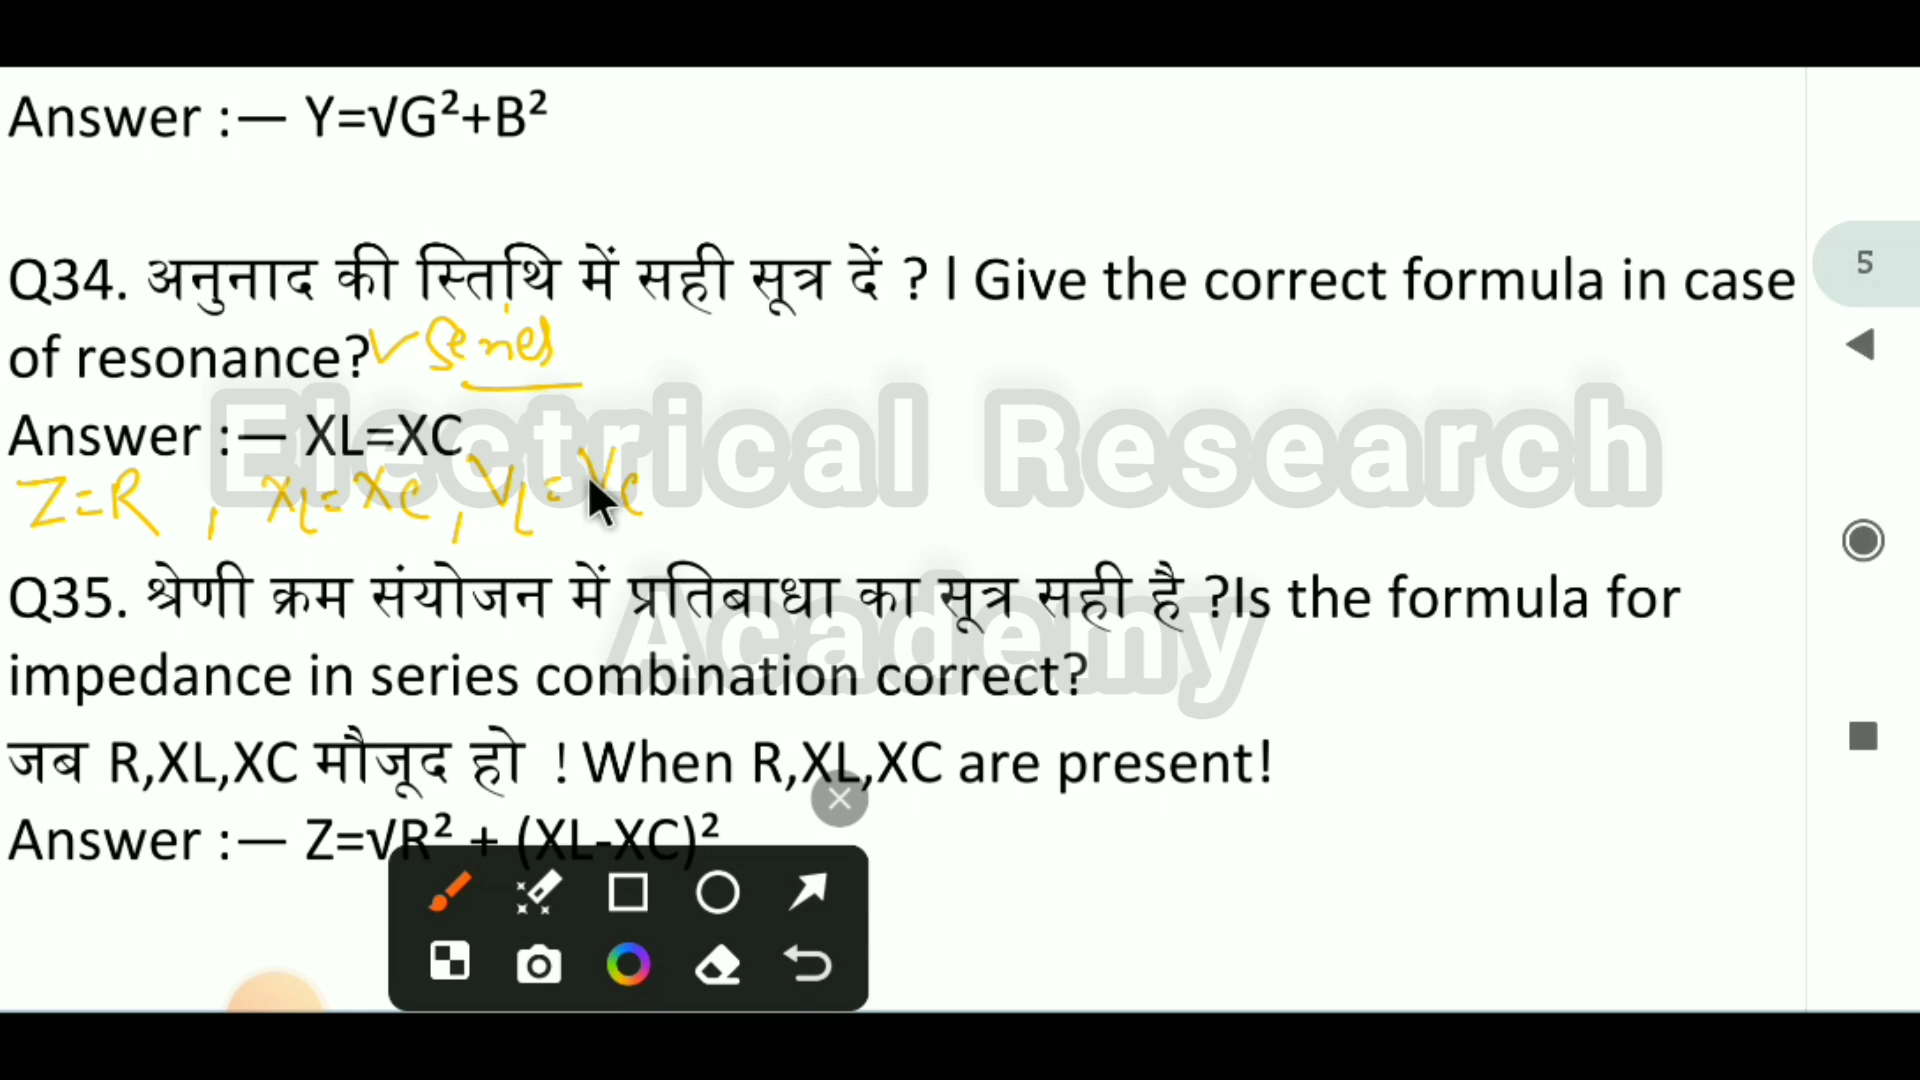 Answer :— Y=√G²+B²
Q34. अनुनाद की स्तिथि में सही सूत्र दें ? l Give the correct formula in case
5
of resonance? ✓ Series
Answer :— XL=XC
Z=R , XL=XC , VL=VC
Electrical Research
Academy
Q35. श्रेणी क्रम संयोजन में प्रतिबाधा का सूत्र सही है ?Is the formula for
impedance in series combination correct?
जब R,XL,XC मौजूद हो ! When R,XL,XC are present!
Answer :— Z=√R² + (XL-XC)²